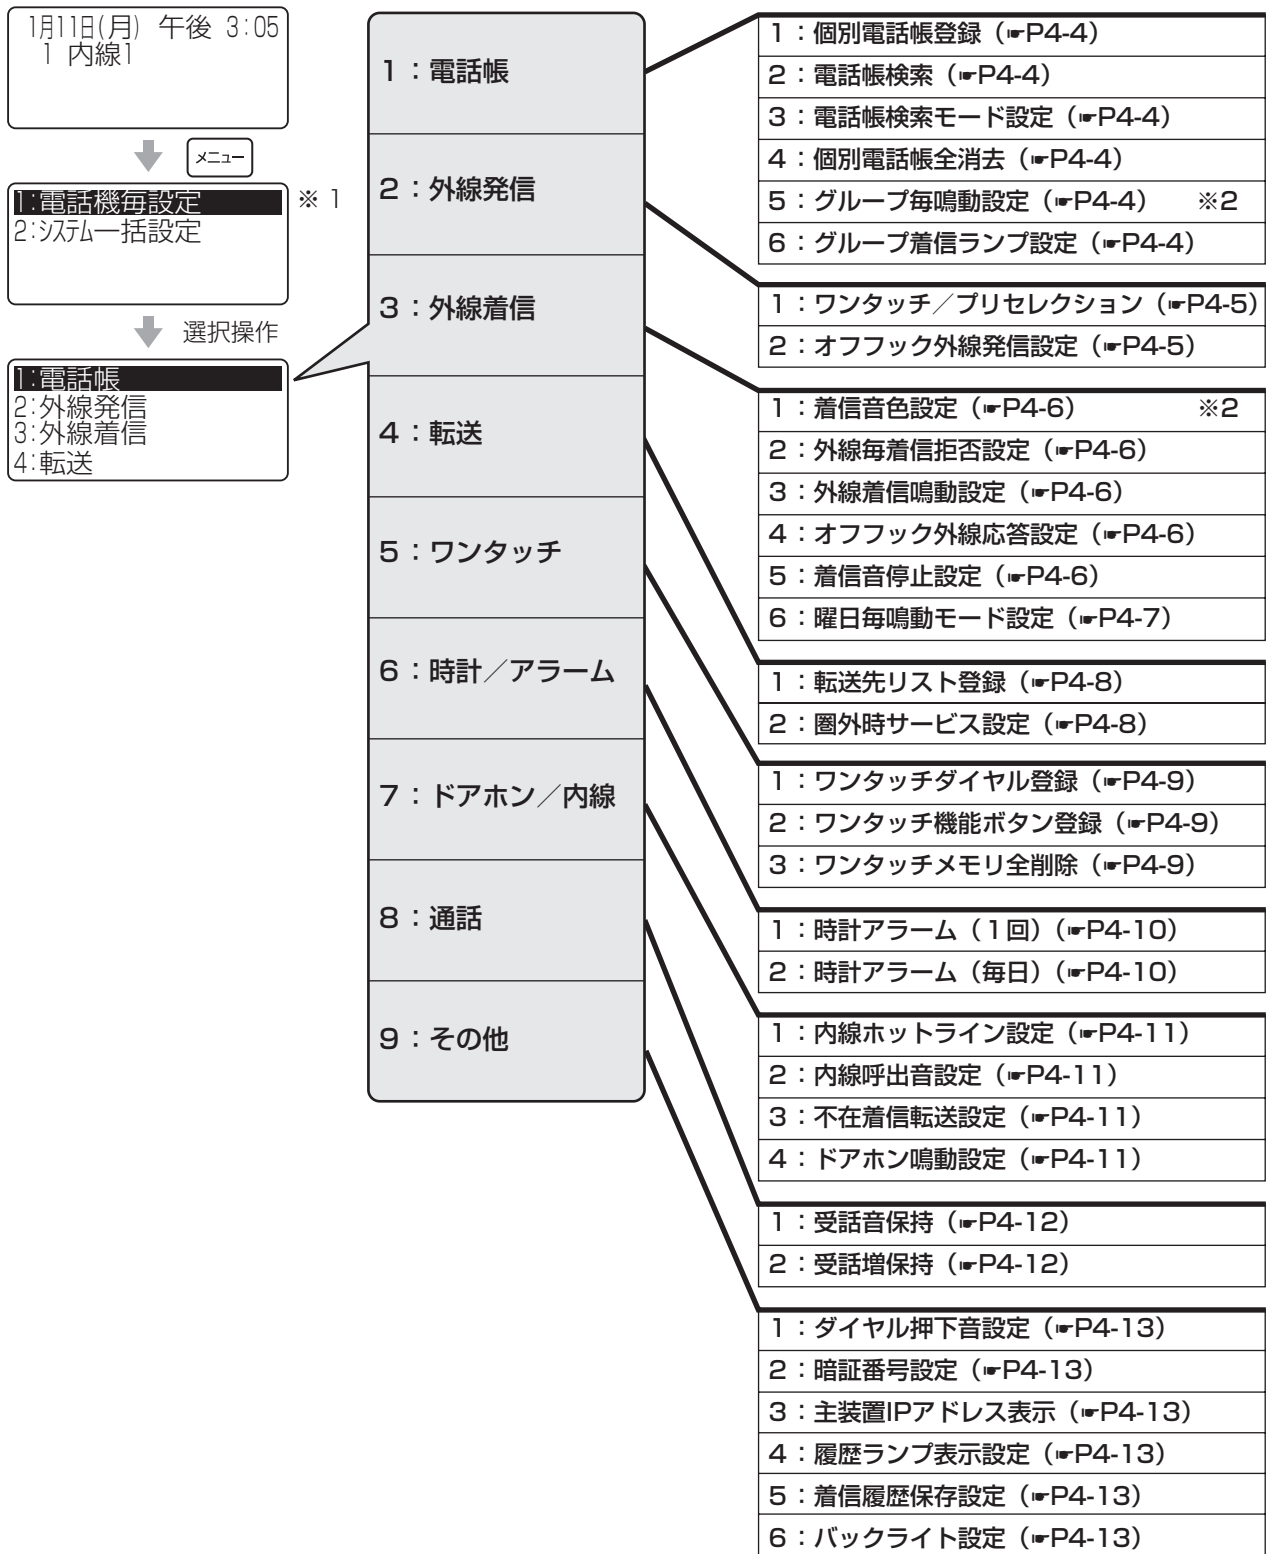 1月11日(月) 午後 3:05
1 内線1
メニュー
1:電話機毎設定
※1
2:システム一括設定
選択操作
1:電話帳
2:外線発信
3:外線着信
4:転送
1：電話帳
2：外線発信
3：外線着信
4：転送
5：ワンタッチ
6：時計／アラーム
7：ドアホン／内線
8：通話
9：その他
1：個別電話帳登録（☛P4-4）
2：電話帳検索（☛P4-4）
3：電話帳検索モード設定（☛P4-4）
4：個別電話帳全消去（☛P4-4）
5：グループ毎鳴動設定（☛P4-4） ※2
6：グループ着信ランプ設定（☛P4-4）
1：ワンタッチ／プリセレクション（☛P4-5）
2：オフフック外線発信設定（☛P4-5）
1：着信音色設定（☛P4-6） ※2
2：外線毎着信拒否設定（☛P4-6）
3：外線着信鳴動設定（☛P4-6）
4：オフフック外線応答設定（☛P4-6）
5：着信音停止設定（☛P4-6）
6：曜日毎鳴動モード設定（☛P4-7）
1：転送先リスト登録（☛P4-8）
2：圏外時サービス設定（☛P4-8）
1：ワンタッチダイヤル登録（☛P4-9）
2：ワンタッチ機能ボタン登録（☛P4-9）
3：ワンタッチメモリ全削除（☛P4-9）
1：時計アラーム（1回）（☛P4-10）
2：時計アラーム（毎日）（☛P4-10）
1：内線ホットライン設定（☛P4-11）
2：内線呼出音設定（☛P4-11）
3：不在着信転送設定（☛P4-11）
4：ドアホン鳴動設定（☛P4-11）
1：受話音保持（☛P4-12）
2：受話増保持（☛P4-12）
1：ダイヤル押下音設定（☛P4-13）
2：暗証番号設定（☛P4-13）
3：主装置IPアドレス表示（☛P4-13）
4：履歴ランプ表示設定（☛P4-13）
5：着信履歴保存設定（☛P4-13）
6：バックライト設定（☛P4-13）